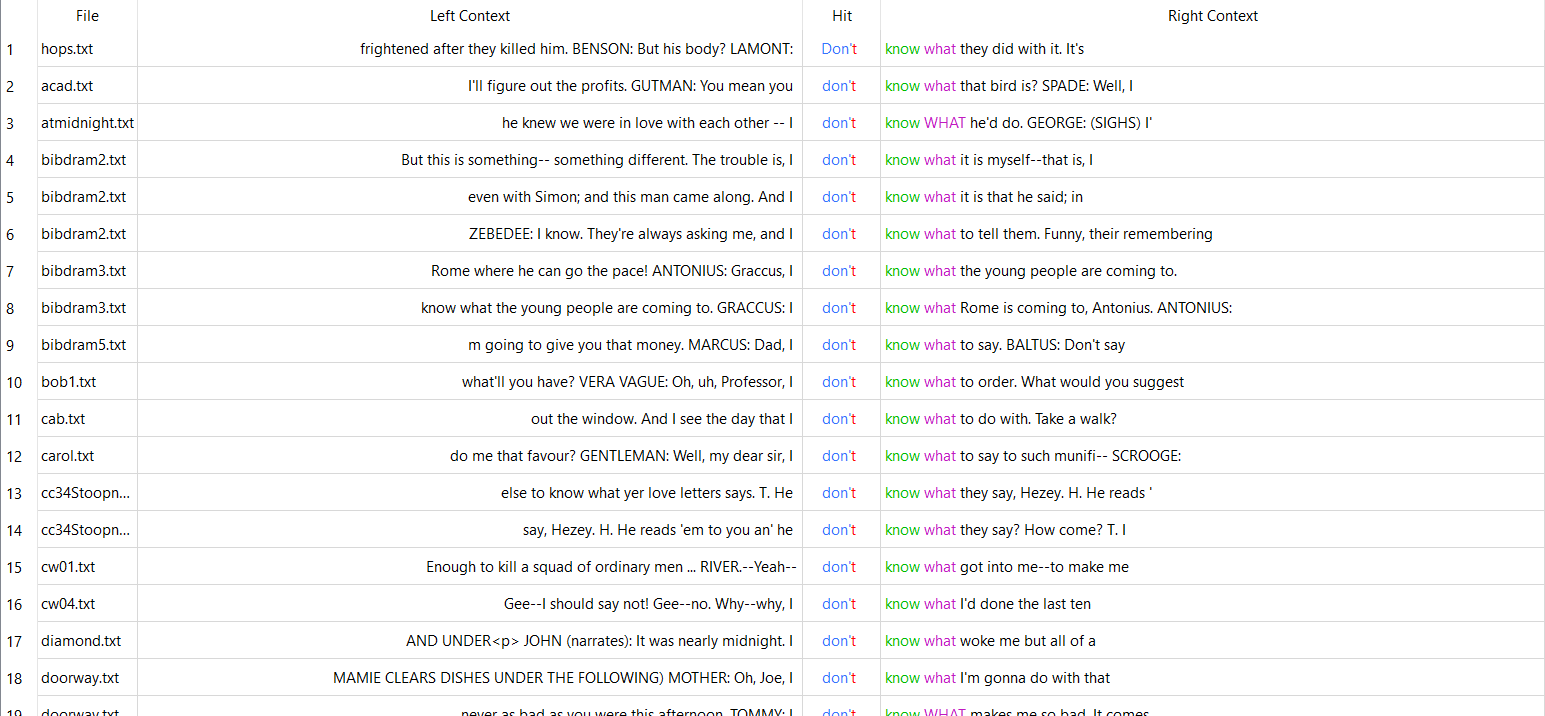 File Left Context Hit Right Context
1 hops.txt frightened after they killed him. BENSON: But his body? LAMONT: Don't know what they did with it. It's
2 acad.txt I'll figure out the profits. GUTMAN: You mean you don't know what that bird is? SPADE: Well, I
3 atmidnight.txt he knew we were in love with each other -- I don't know WHAT he'd do. GEORGE: (SIGHS) I'
4 bibdram2.txt But this is something-- something different. The trouble is, I don't know what it is myself--that is, I
5 bibdram2.txt even with Simon; and this man came along. And I don't know what it is that he said; in
6 bibdram2.txt ZEBEDEE: I know. They're always asking me, and I don't know what to tell them. Funny, their remembering
7 bibdram3.txt Rome where he can go the pace! ANTONIUS: Graccus, I don't know what the young people are coming to.
8 bibdram3.txt know what the young people are coming to. GRACCUS: I don't know what Rome is coming to, Antonius. ANTONIUS:
9 bibdram5.txt m going to give you that money. MARCUS: Dad, I don't know what to say. BALTUS: Don't say
10 bob1.txt what'll you have? VERA VAGUE: Oh, uh, Professor, I don't know what to order. What would you suggest
11 cab.txt out the window. And I see the day that I don't know what to do with. Take a walk?
12 carol.txt do me that favour? GENTLEMAN: Well, my dear sir, I don't know what to say to such munifi-- SCROOGE:
13 cc34Stoopn... else to know what yer love letters says. T. He don't know what they say, Hezey. H. He reads '
14 cc34Stoopn... say, Hezey. H. He reads 'em to you an' he don't know what they say? How come? T. I
15 cw01.txt Enough to kill a squad of ordinary men ... RIVER.--Yeah-- don't know what got into me--to make me
16 cw04.txt Gee--I should say not! Gee--no. Why--why, I don't know what I'd done the last ten
17 diamond.txt AND UNDER<p> JOHN (narrates): It was nearly midnight. I don't know what woke me but all of a
18 doorway.txt MAMIE CLEARS DISHES UNDER THE FOLLOWING) MOTHER: Oh, Joe, I don't know what I'm gonna do with that
19 doorway.txt never as bad as you were this afternoon. TOMMY: I don't know WHAT makes me so bad. It comes